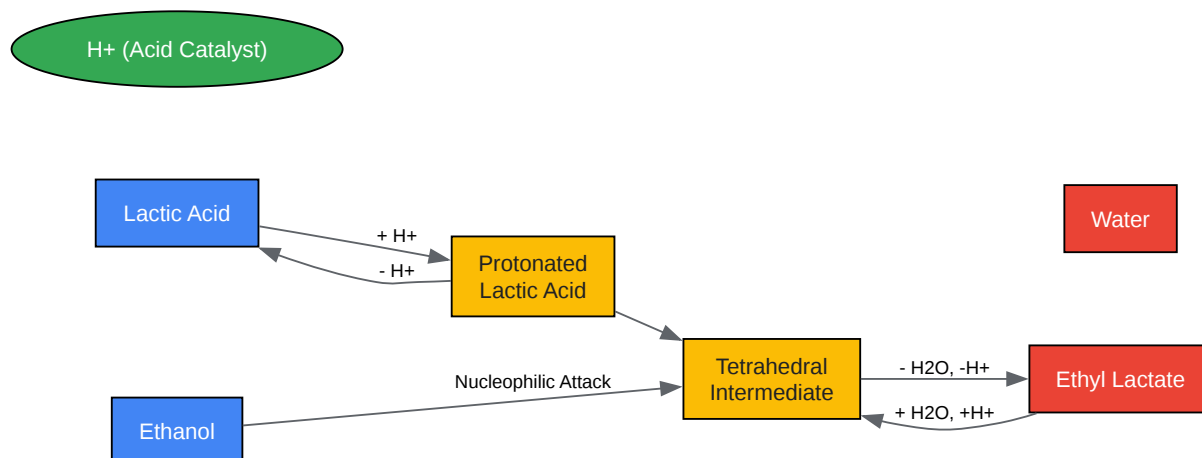 H+ (Acid Catalyst)
Lactic Acid
Water
+ H+
- H+
Protonated
Lactic Acid
Tetrahedral
Intermediate
- H2O, -H+
Ethyl Lactate
Nucleophilic Attack
+ H2O, +H+
Ethanol